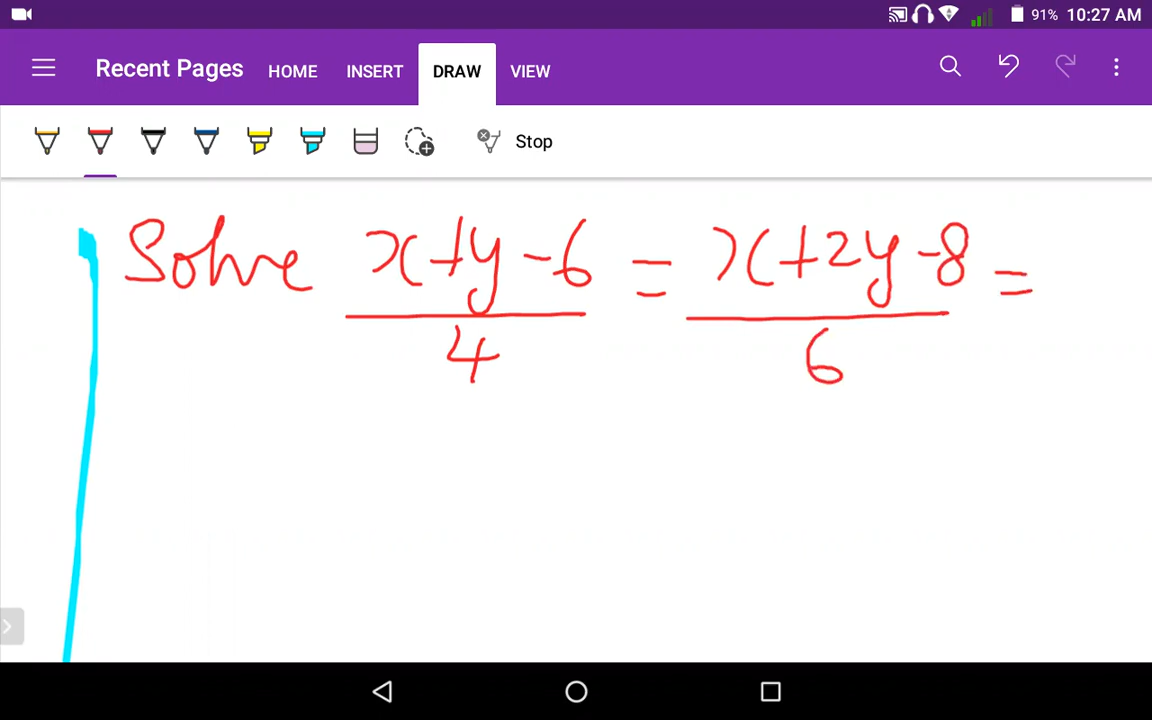 91% 10:27 AM
Recent Pages HOME INSERT DRAW VIEW
Stop
Solve x+y-6 = x+2y-8 =
4 6